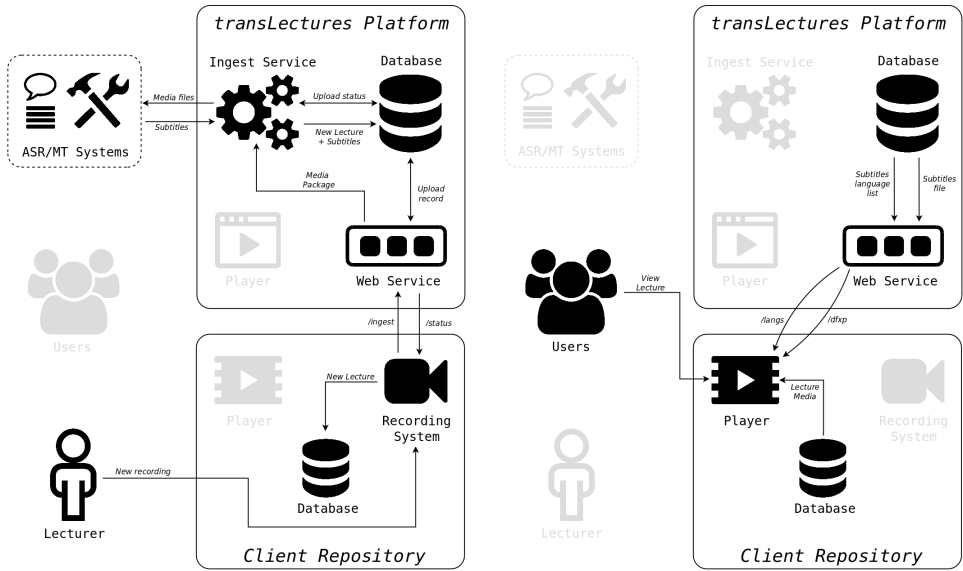 transLectures Platform
Ingest Service
Database
Media files
Upload status
Subtitles
New Lecture
+ Subtitles
ASR/MT Systems
Media
Package
Upload
record
Player
Web Service
Users
/ingest
/status
New Lecture
Player
Recording
System
New recording
Database
Lecturer
Client Repository
transLectures Platform
Ingest Service
Database
ASR/MT Systems
Subtitles
language
list
Subtitles
file
Player
Web Service
View
Lecture
Users
/langs
/dfxp
Lecture
Media
Player
Recording
System
Database
Lecturer
Client Repository